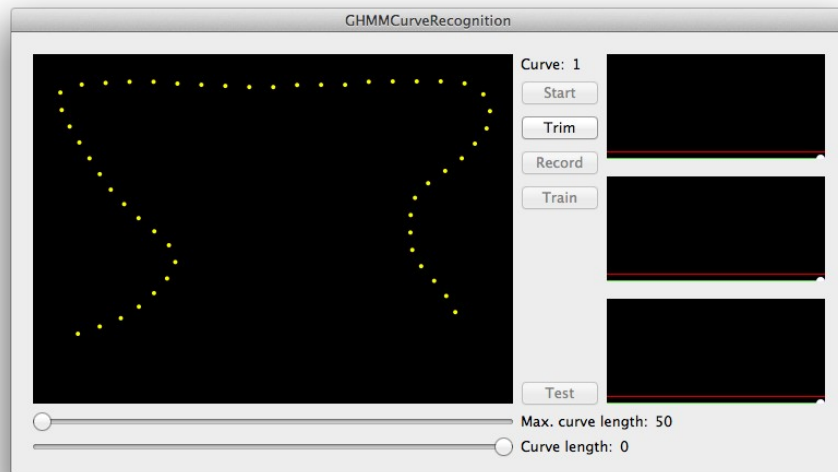 GHMMCurveRecognition
Curve: 1
Start
Trim
Record
Train
Test
Max. curve length: 50
Curve length: 0